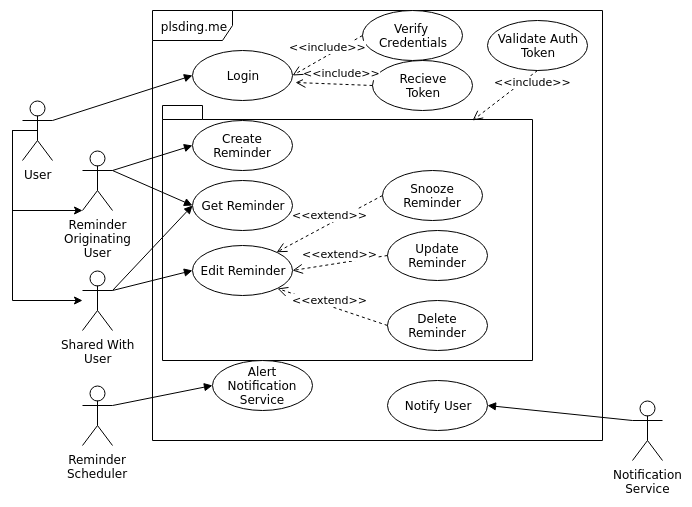 plsding.me
Verify
Credentials
Validate Auth
Token
<<include>>
Login
<<include>>
Recieve
Token
<<include>>
User
Create
Reminder
Reminder
Originating
User
Get Reminder
Snooze
Reminder
<<extend>>
Edit Reminder
<<extend>>
Update
Reminder
<<extend>>
Delete
Reminder
Shared With
User
Alert
Notification
Service
Notify User
Reminder
Scheduler
Notification
Service